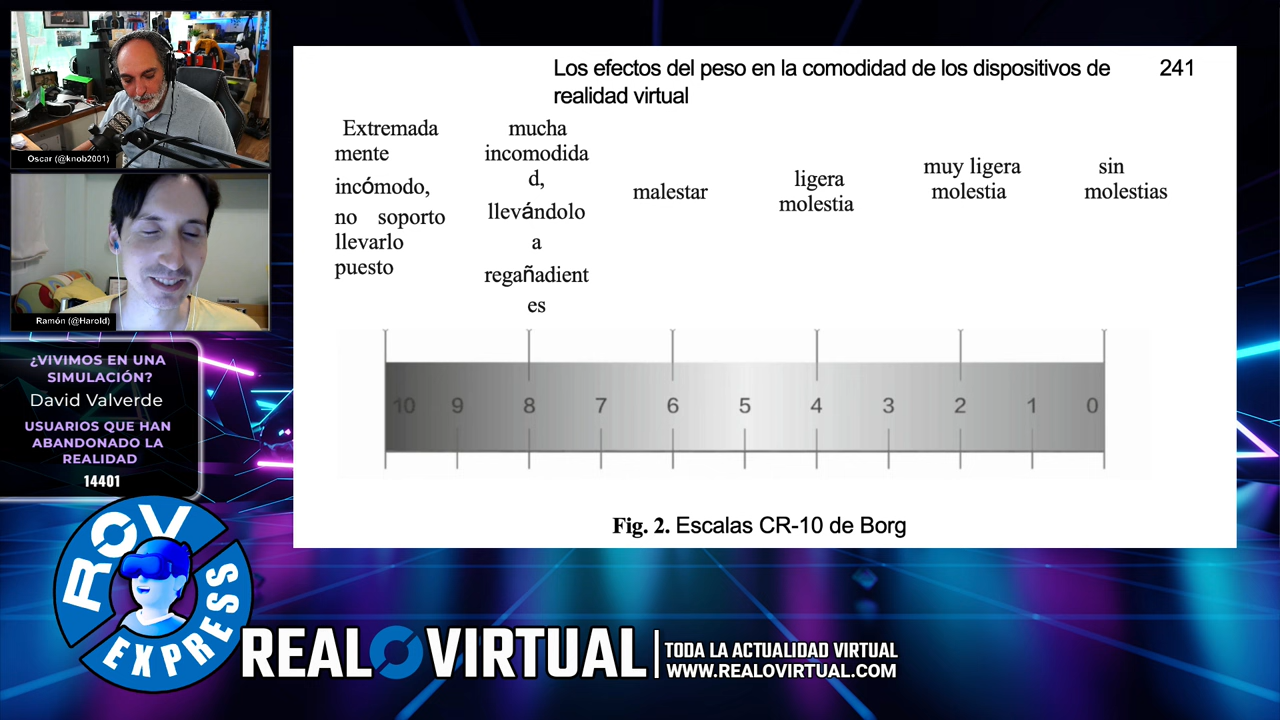 Oscar (@knob2001)
Ramón (@Harold)
¿VIVIMOS EN UNA
SIMULACIÓN?
David Valverde
USUARIOS QUE HAN
ABANDONADO LA
REALIDAD
14401
Los efectos del peso en la comodidad de los dispositivos de
realidad virtual
241
Extremada
mente
incómodo,
no soporto
llevarlo
puesto
mucha
incomodida
d,
llevándolo
a
regañadient
es
malestar
ligera
molestia
muy ligera
molestia
sin
molestias
10 9 8 7 6 5 4 3 2 1 0
Fig. 2. Escalas CR-10 de Borg
ROV
EXPRESS
REAL O VIRTUAL
TODA LA ACTUALIDAD VIRTUAL
WWW.REALOVIRTUAL.COM